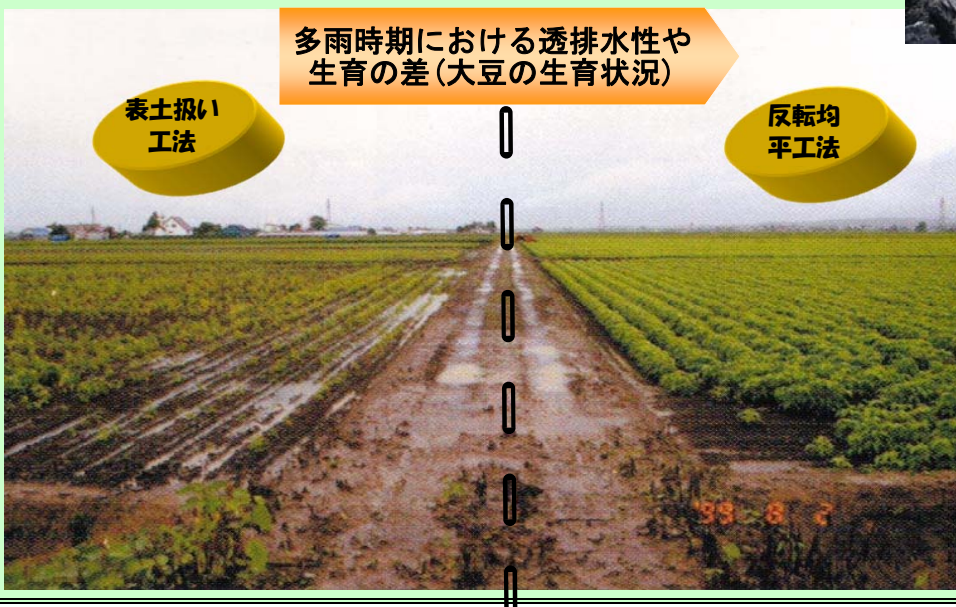 多雨時期における透排水性や
生育の差(大豆の生育状況)
表土扱い
工法
反転均
平工法
'99 8 2